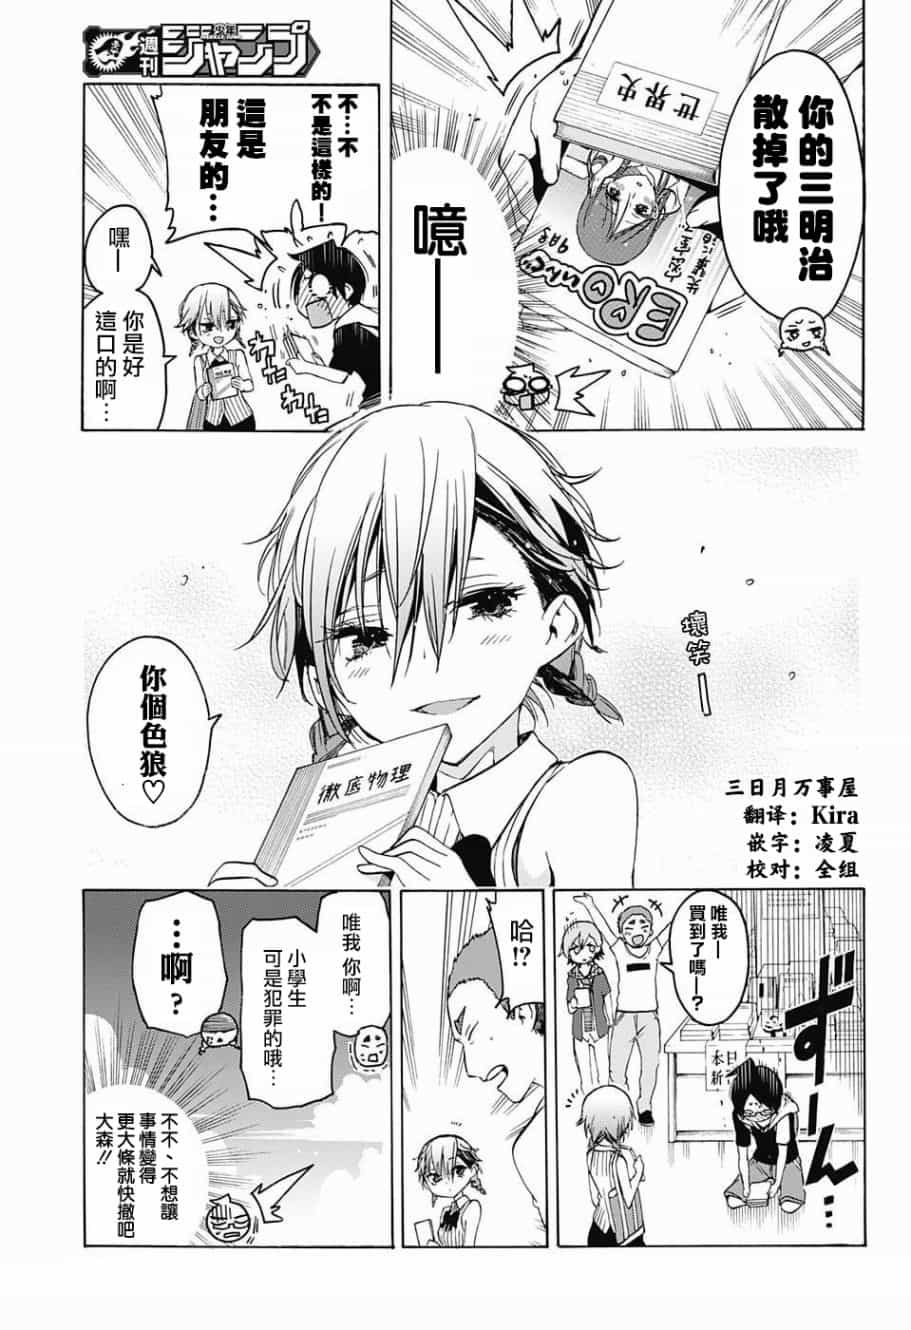 週刊
少年
ジャンプ
你的三明治
散掉了哦
世界史
ERO
噫—
不…不
不是這樣的!
這是
朋友的…
嘿—
你是好
這口的啊…
壞笑—
你個色狼♡
徹底物理
三日月万事屋
翻译：Kira
嵌字：凌夏
校对：全组
唯我—
買到了嗎—?
日本新
ずーん…
哈!?
唯我 你啊…
小學生
可是犯罪的哦…
…啊?
不不、不想讓
事情變得
更大條就快撤吧
大森!!